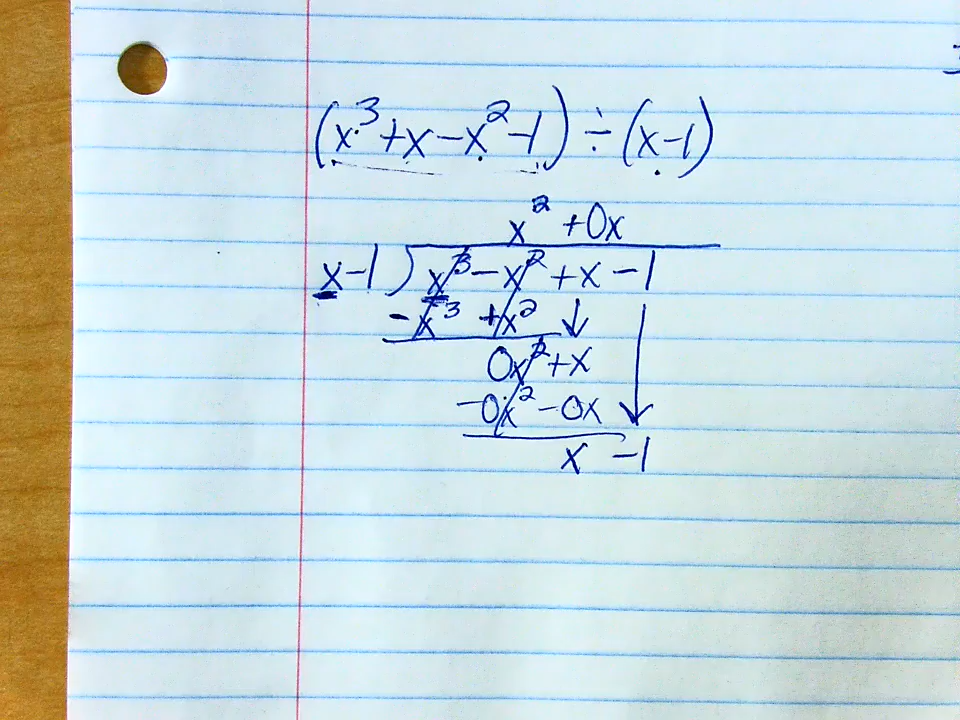 (x³+x-x²-1) ÷ (x-1)
x² +0x
x-1 ) x³-x²+x-1
-x³ +x² ↓
0x²+x
-0x²-0x ↓
x -1